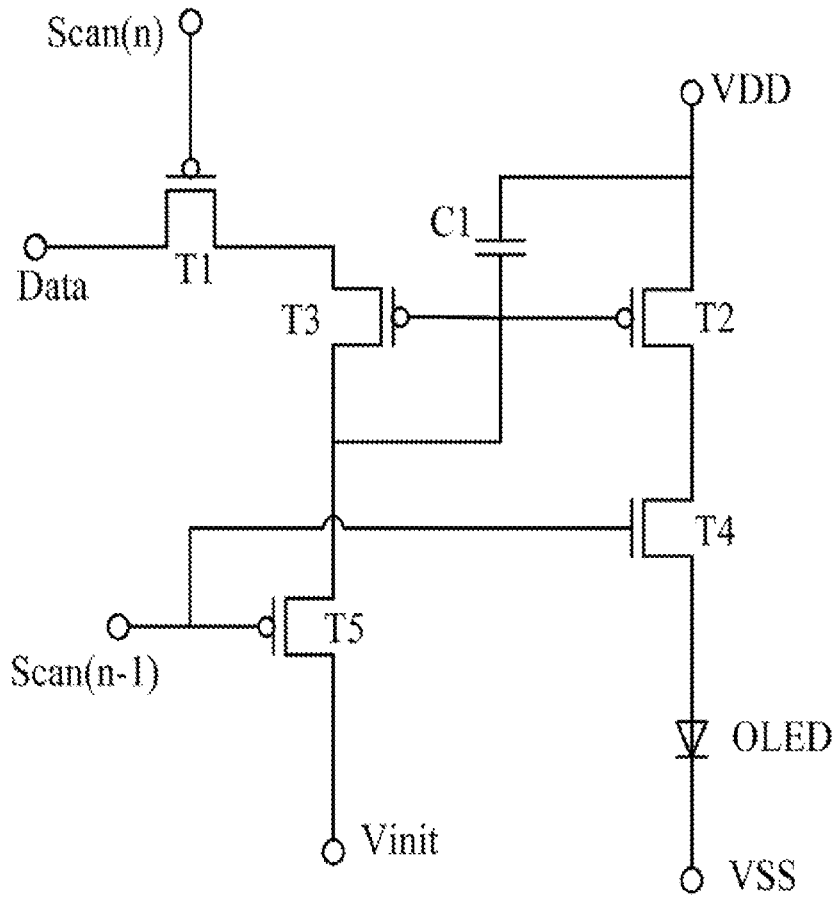 Scan(n)
VDD
C1
T1
Data
T3
T2
T4
T5
Scan(n-1)
OLED
Vinit
VSS